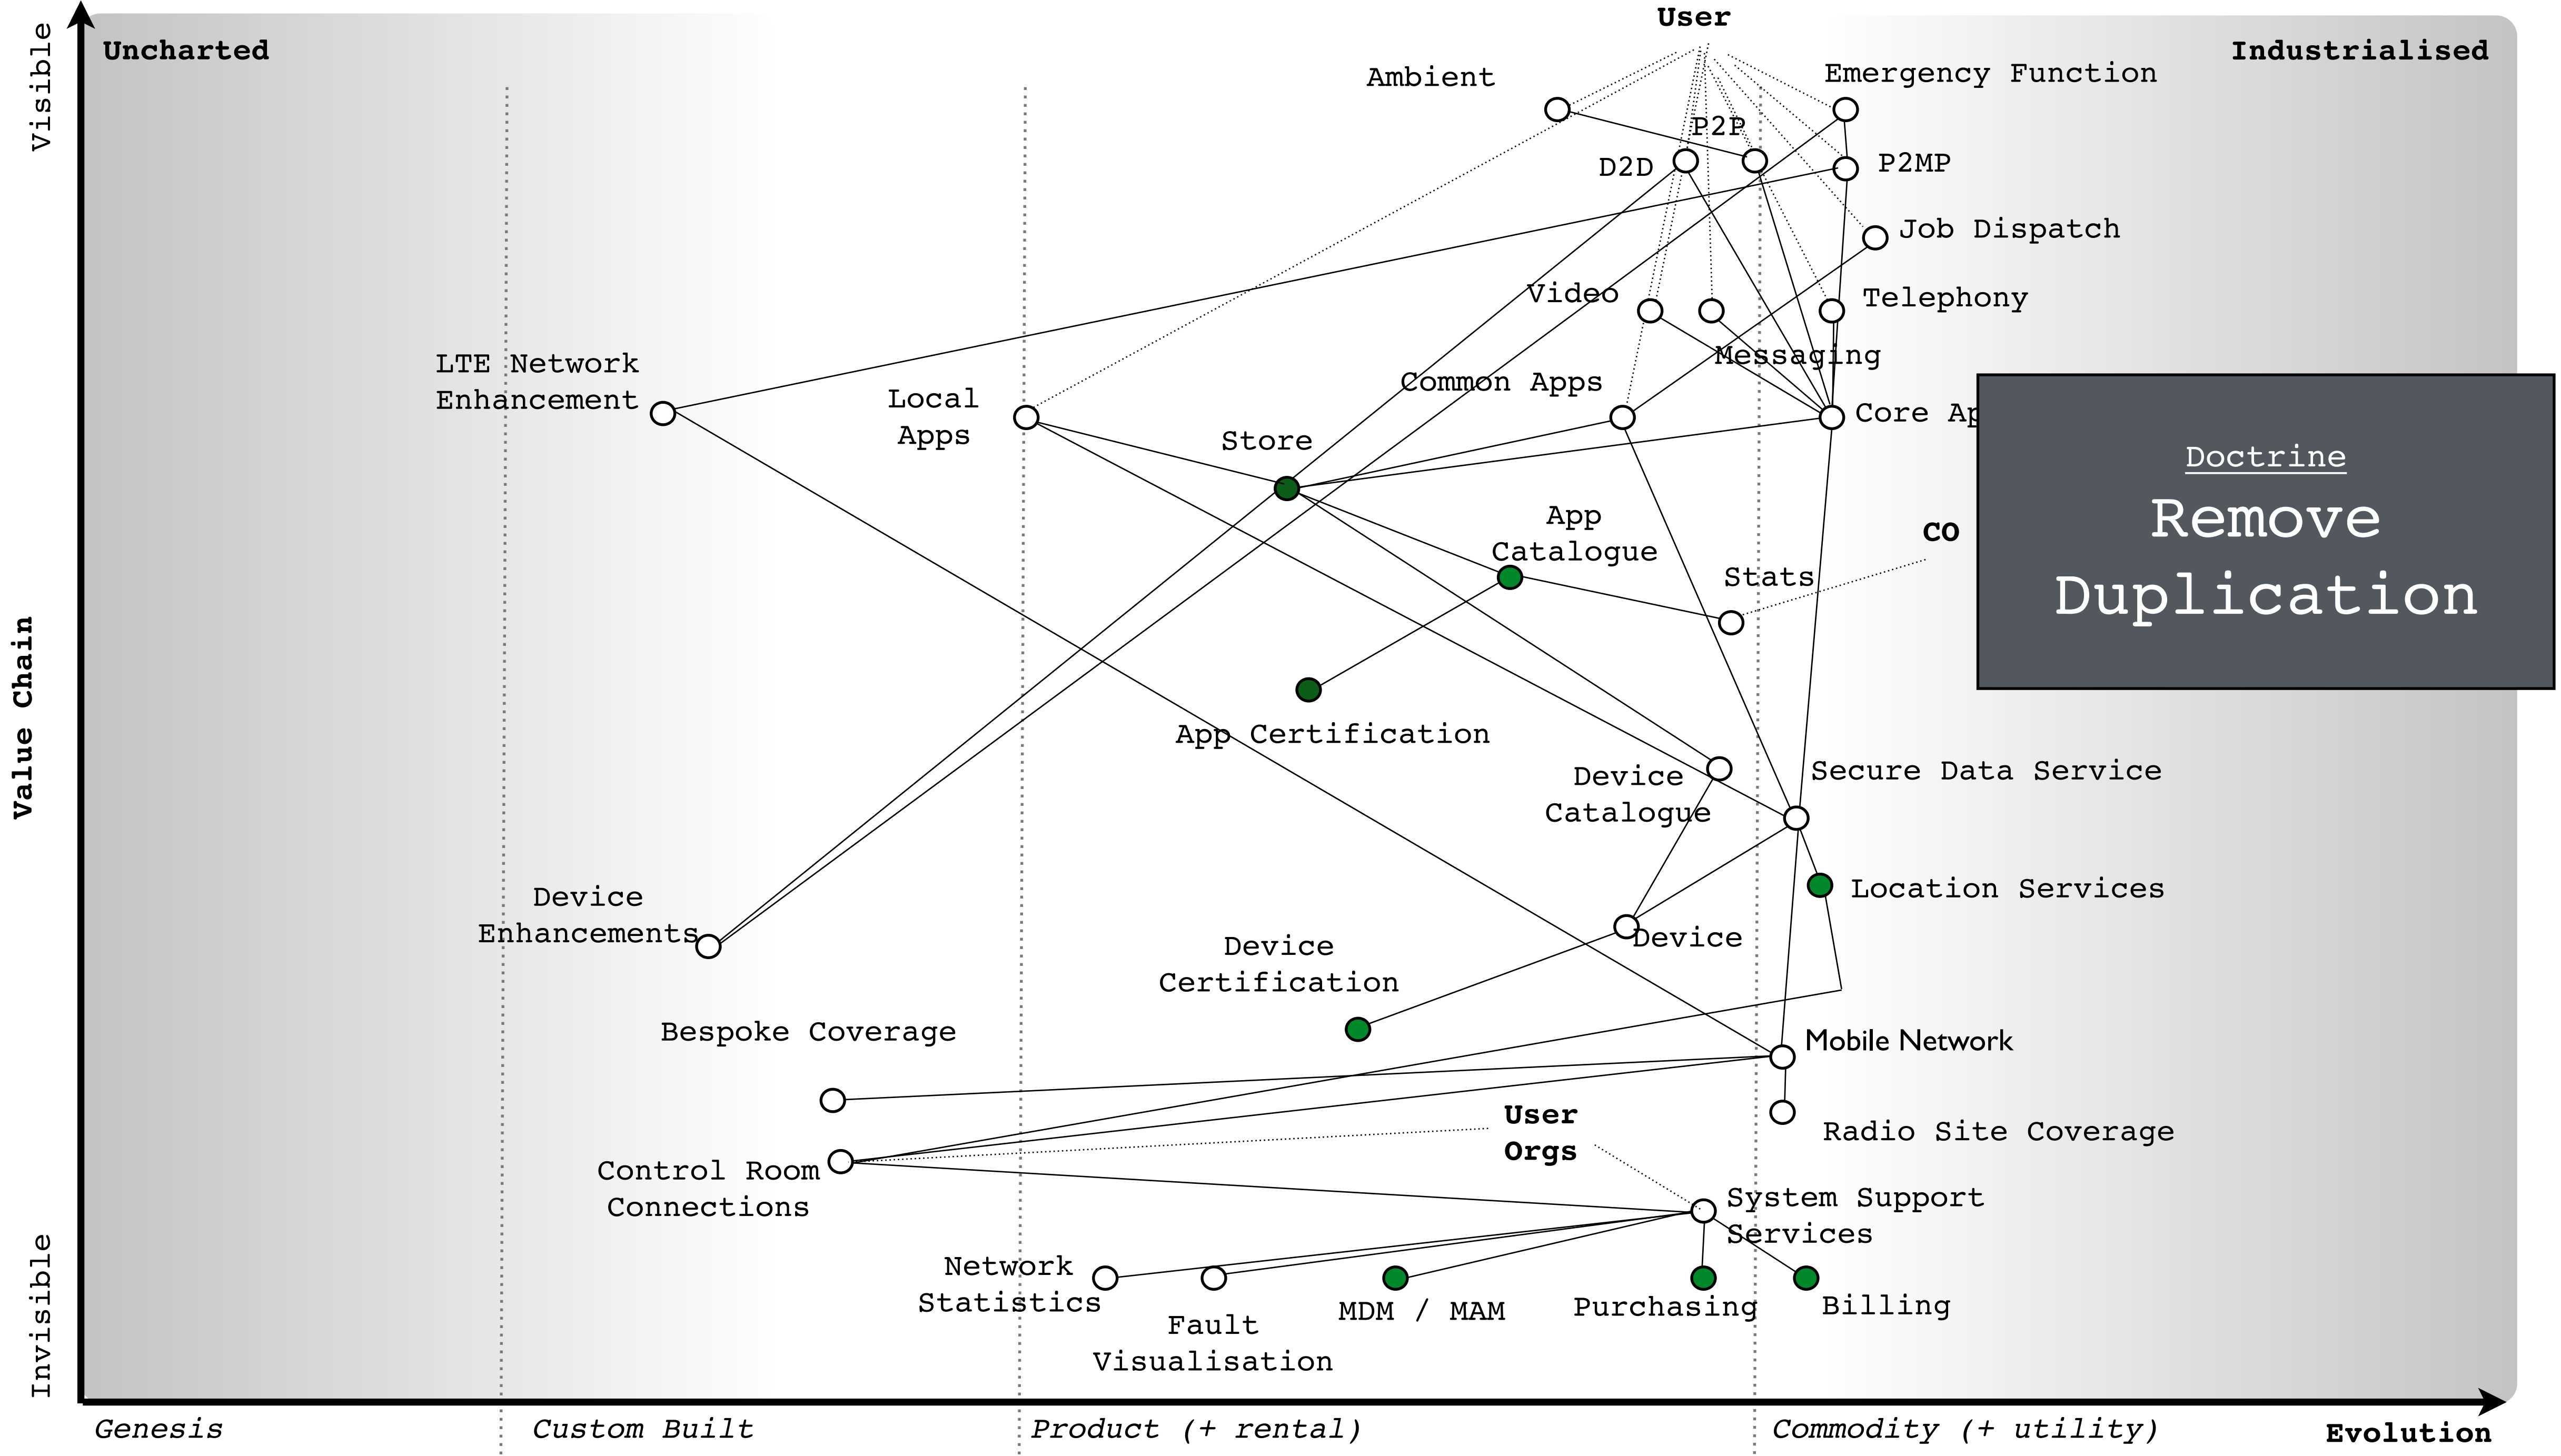 User
Visible
Uncharted
Industrialised
Ambient
Emergency Function
P2P
D2D
P2MP
Job Dispatch
Video
Telephony
Messaging
LTE Network
Enhancement
Common Apps
Local
Apps
Core Ap
Store
Doctrine
Remove
Duplication
App
Catalogue
CO
Stats
Value Chain
App Certification
Secure Data Service
Device
Catalogue
Location Services
Device
Enhancements
Device
Device
Certification
Bespoke Coverage
Mobile Network
User
Orgs
Radio Site Coverage
Control Room
Connections
System Support
Services
Invisible
Network
Statistics
Fault
Visualisation
MDM / MAM
Purchasing
Billing
Genesis
Custom Built
Product (+ rental)
Commodity (+ utility)
Evolution